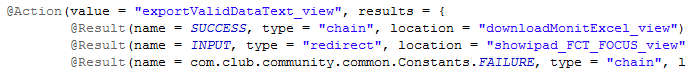 @Action(value = "exportValidDataText_view", results = {
@Result(name = SUCCESS, type = "chain", location = "downloadMonitExcel_view")
@Result(name = INPUT, type = "redirect", location = "showipad_FCT_FOCUS_view"
@Result(name = com.club.community.common.Constants.FAILURE, type = "chain", l